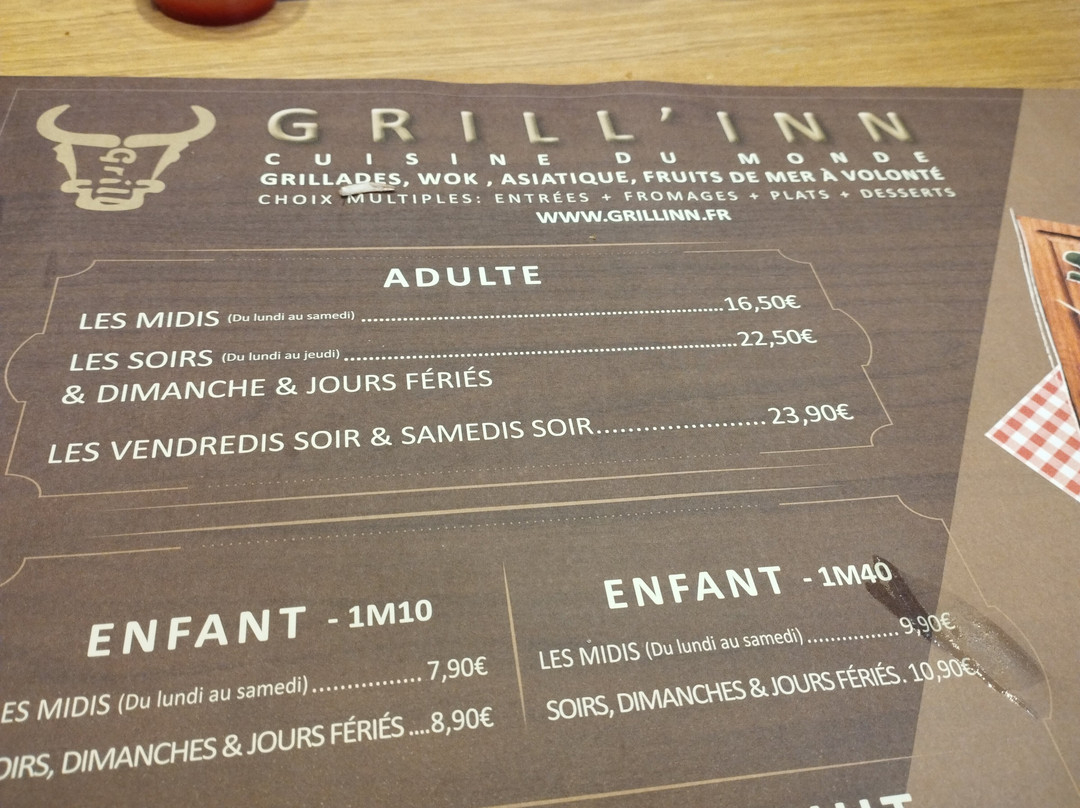 Grill
GRILL'INN
CUISINE DU MONDE
GRILLADES, WOK , ASIATIQUE, FRUITS DE MER À VOLONTÉ
CHOIX MULTIPLES: ENTRÉES + FROMAGES + PLATS + DESSERTS
WWW.GRILLINN.FR
ADULTE
LES MIDIS (Du lundi au samedi) ........................ 16,50€
LES SOIRS (Du lundi au jeudi) ........................ 22,50€
& DIMANCHE & JOURS FÉRIÉS
LES VENDREDIS SOIR & SAMEDIS SOIR..................... 23,90€
ENFANT - 1M10
ES MIDIS (Du lundi au samedi)................ 7,90€
OIRS, DIMANCHES & JOURS FÉRIÉS ....8,90€
ENFANT - 1M40
LES MIDIS (Du lundi au samedi) ............... 9,90€
SOIRS, DIMANCHES & JOURS FÉRIÉS. 10,90€